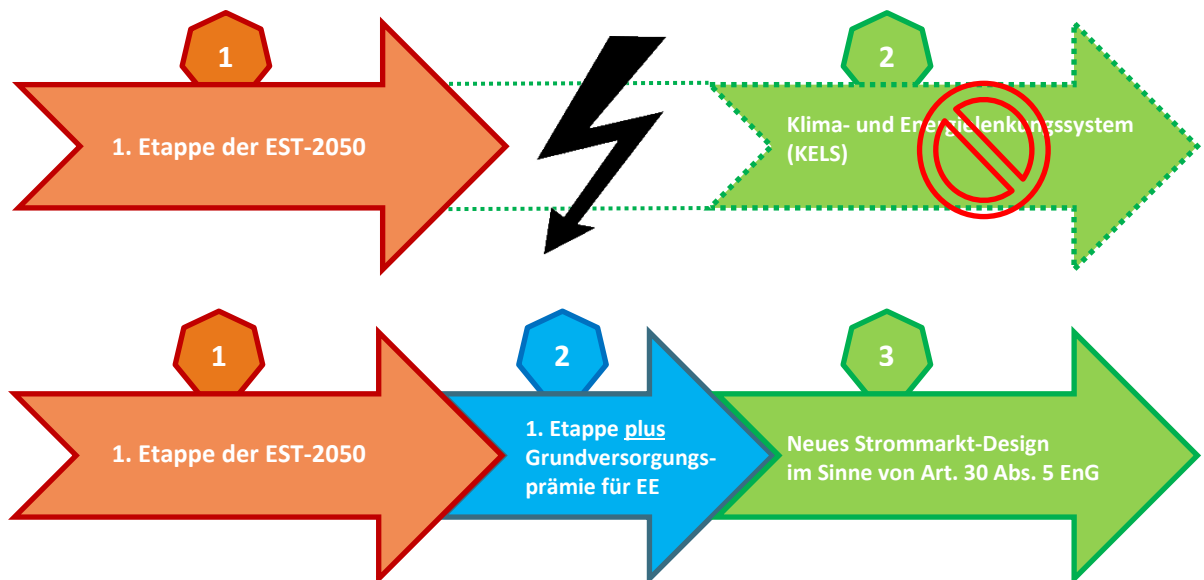 1
2
1. Etappe der EST-2050
Klima- und Energielenkungssystem
(KELS)
1
2
3
1. Etappe der EST-2050
1. Etappe plus
Grundversorgungs-
prämie für EE
Neues Strommarkt-Design
im Sinne von Art. 30 Abs. 5 EnG